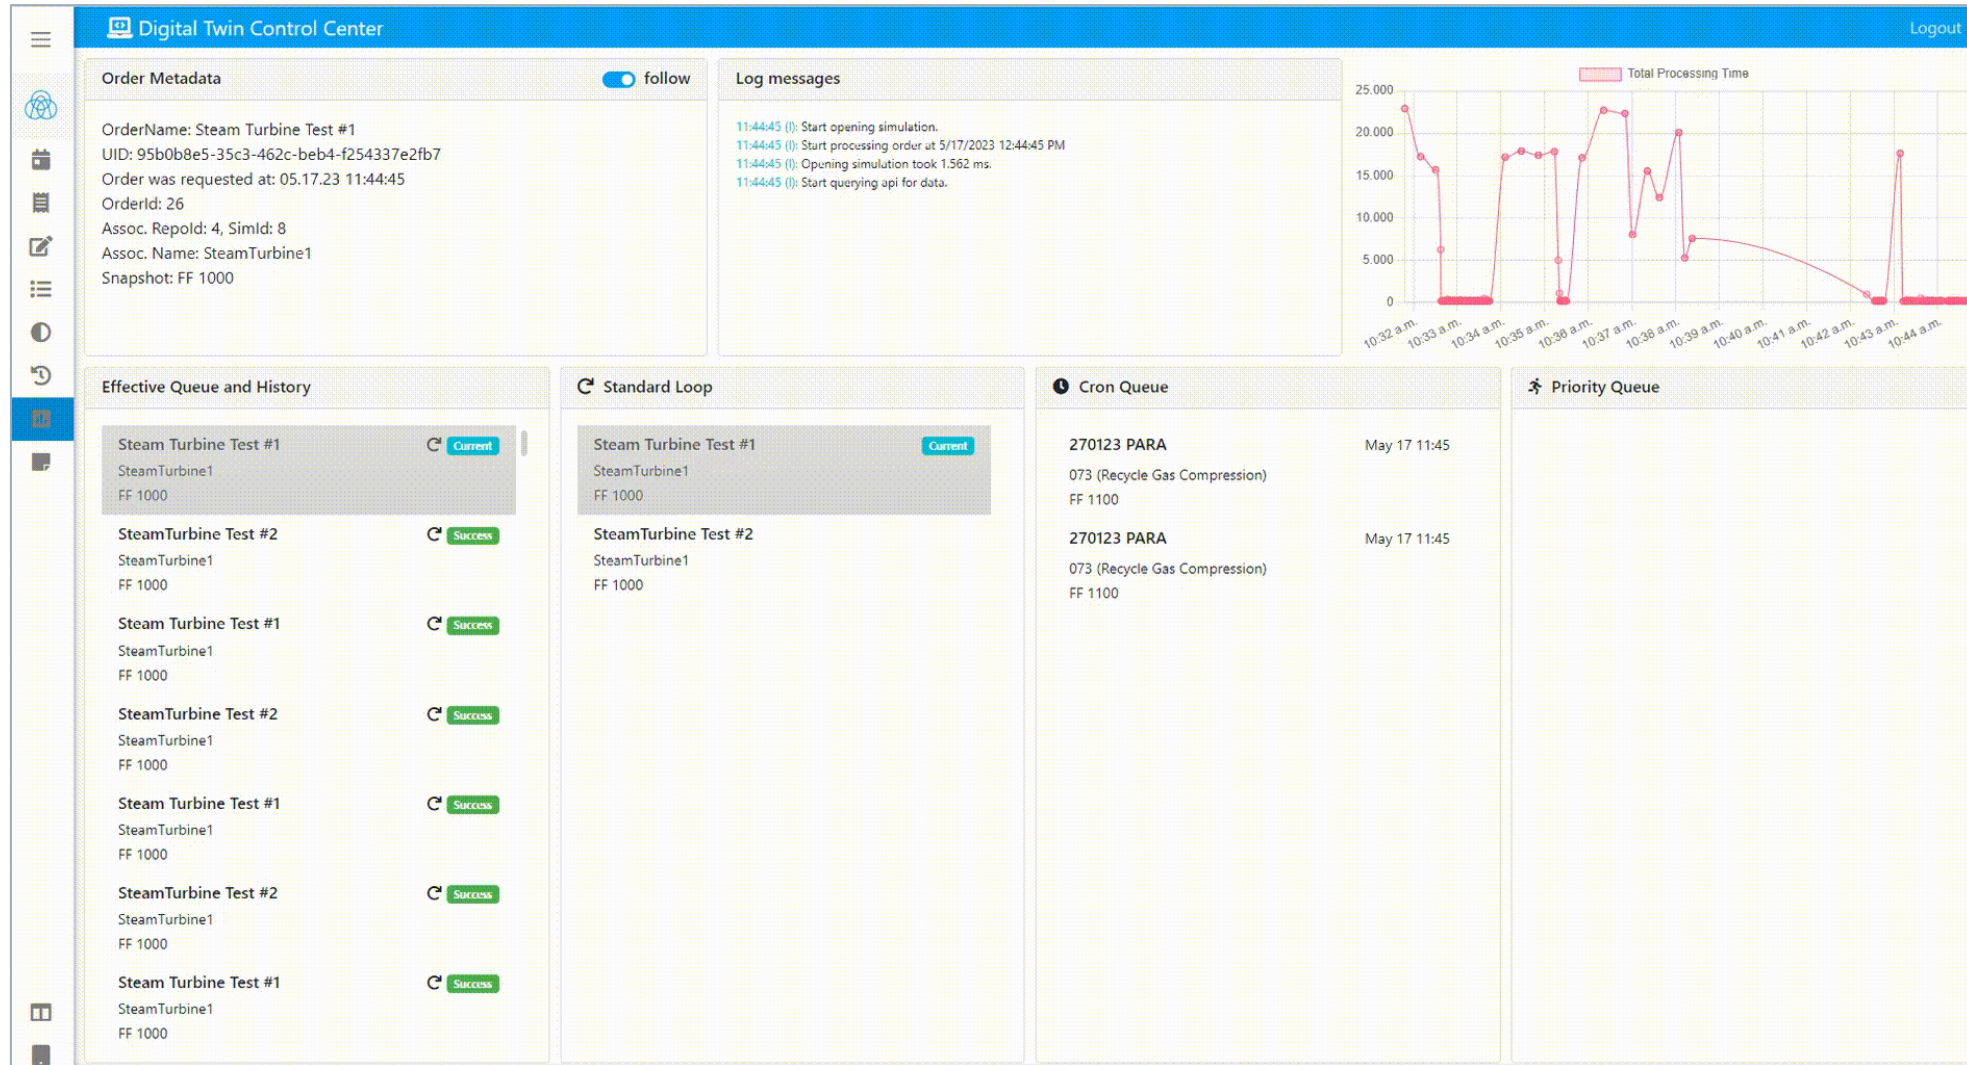 Digital Twin Control Center
Logout
Order Metadata
follow
OrderName: Steam Turbine Test #1
UID: 95b0b8e5-35c3-462c-beb4-f254337e2fb7
Order was requested at: 05.17.23 11:44:45
OrderId: 26
Assoc. RepoId: 4, SimId: 8
Assoc. Name: SteamTurbine1
Snapshot: FF 1000
Log messages
11:44:45 (I): Start opening simulation.
11:44:45 (I): Start processing order at 5/17/2023 12:44:45 PM
11:44:45 (I): Opening simulation took 1.562 ms.
11:44:45 (I): Start querying api for data.
Total Processing Time
25.000
20.000
15.000
10.000
5.000
0
10:32 a.m.
10:33 a.m.
10:34 a.m.
10:35 a.m.
10:36 a.m.
10:37 a.m.
10:38 a.m.
10:39 a.m.
10:40 a.m.
10:41 a.m.
10:42 a.m.
10:43 a.m.
10:44 a.m.
Effective Queue and History
Steam Turbine Test #1 Current
SteamTurbine1
FF 1000
SteamTurbine Test #2 Success
SteamTurbine1
FF 1000
Steam Turbine Test #1 Success
SteamTurbine1
FF 1000
SteamTurbine Test #2 Success
SteamTurbine1
FF 1000
Steam Turbine Test #1 Success
SteamTurbine1
FF 1000
SteamTurbine Test #2 Success
SteamTurbine1
FF 1000
Steam Turbine Test #1 Success
SteamTurbine1
FF 1000
Standard Loop
Steam Turbine Test #1 Current
SteamTurbine1
FF 1000
SteamTurbine Test #2
SteamTurbine1
FF 1000
Cron Queue
270123 PARA May 17 11:45
073 (Recycle Gas Compression)
FF 1100
270123 PARA May 17 11:45
073 (Recycle Gas Compression)
FF 1100
Priority Queue